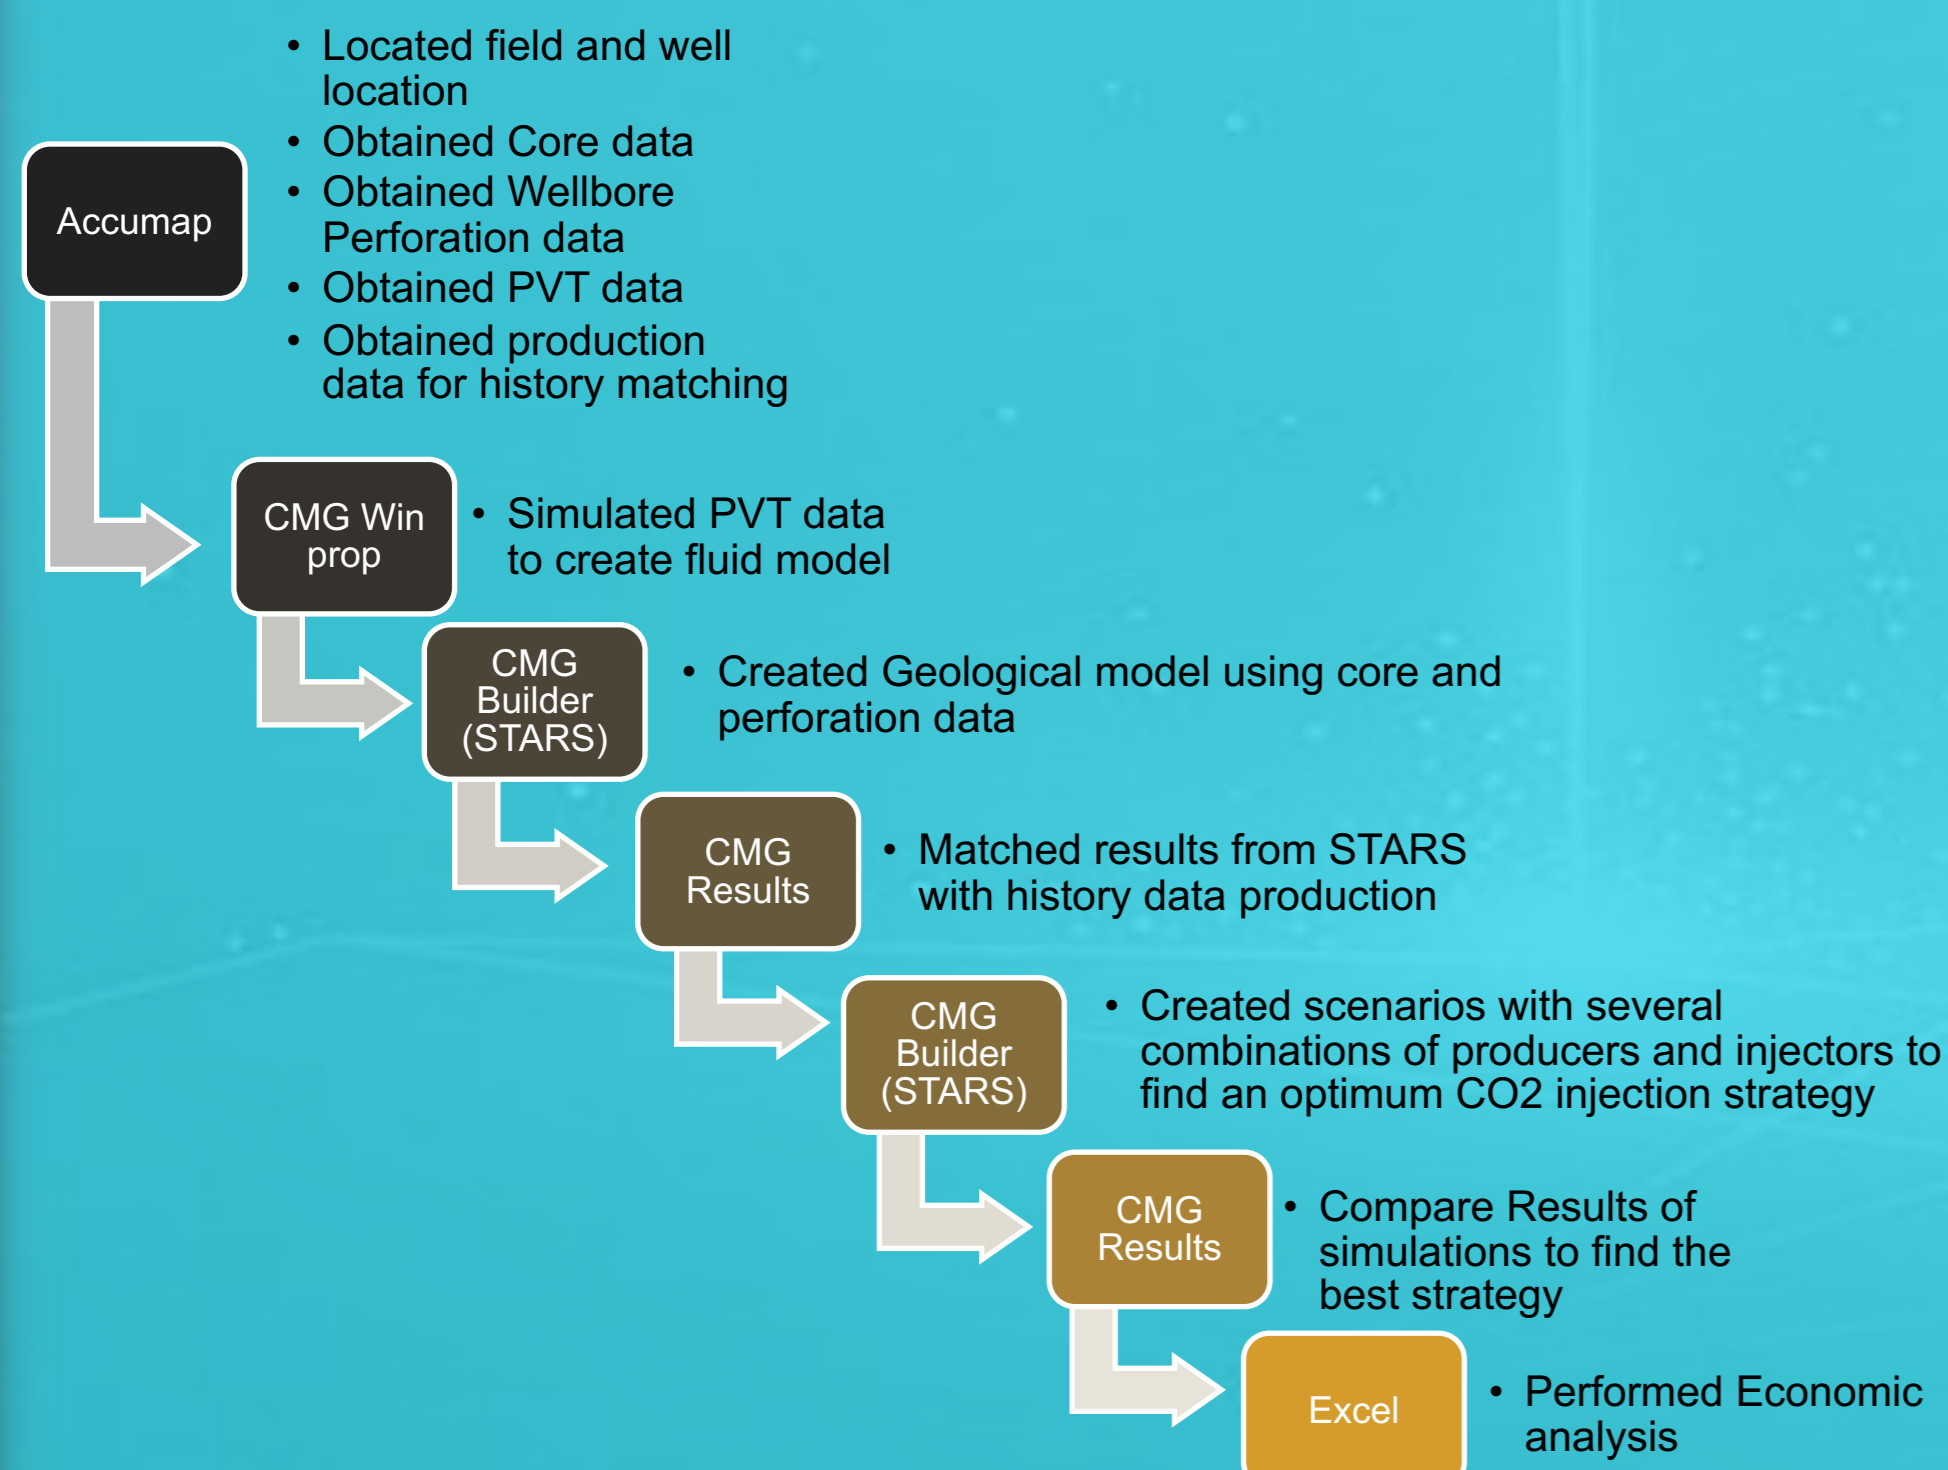 • Located field and well
location
• Obtained Core data
• Obtained Wellbore
Perforation data
• Obtained PVT data
• Obtained production
data for history matching
Accumap
CMG Win
prop
• Simulated PVT data
to create fluid model
CMG
Builder
(STARS)
• Created Geological model using core and
perforation data
CMG
Results
• Matched results from STARS
with history data production
CMG
Builder
(STARS)
• Created scenarios with several
combinations of producers and injectors to
find an optimum CO2 injection strategy
CMG
Results
• Compare Results of
simulations to find the
best strategy
Excel
• Performed Economic
analysis